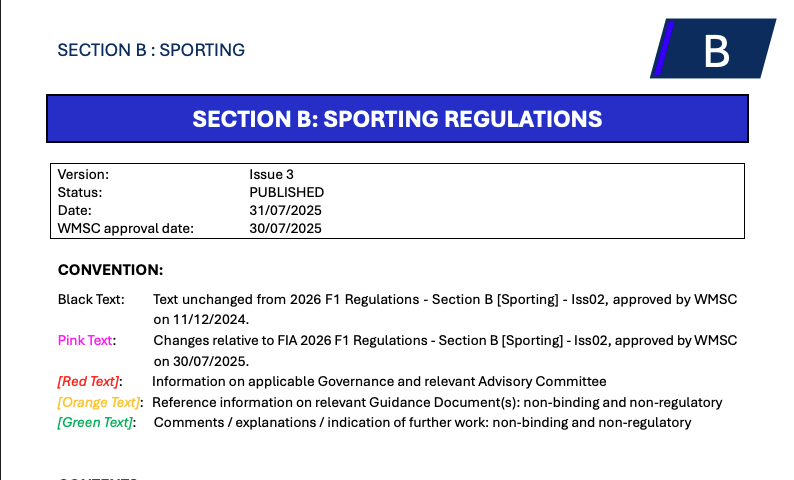 SECTION B : SPORTING
B
SECTION B: SPORTING REGULATIONS
Version: Issue 3
Status: PUBLISHED
Date: 31/07/2025
WMSC approval date: 30/07/2025
CONVENTION:
Black Text: Text unchanged from 2026 F1 Regulations - Section B [Sporting] - Iss02, approved by WMSC
on 11/12/2024.
Pink Text: Changes relative to FIA 2026 F1 Regulations - Section B [Sporting] - Iss02, approved by WMSC
on 30/07/2025.
[Red Text]: Information on applicable Governance and relevant Advisory Committee
[Orange Text]: Reference information on relevant Guidance Document(s): non-binding and non-regulatory
[Green Text]: Comments / explanations / indication of further work: non-binding and non-regulatory